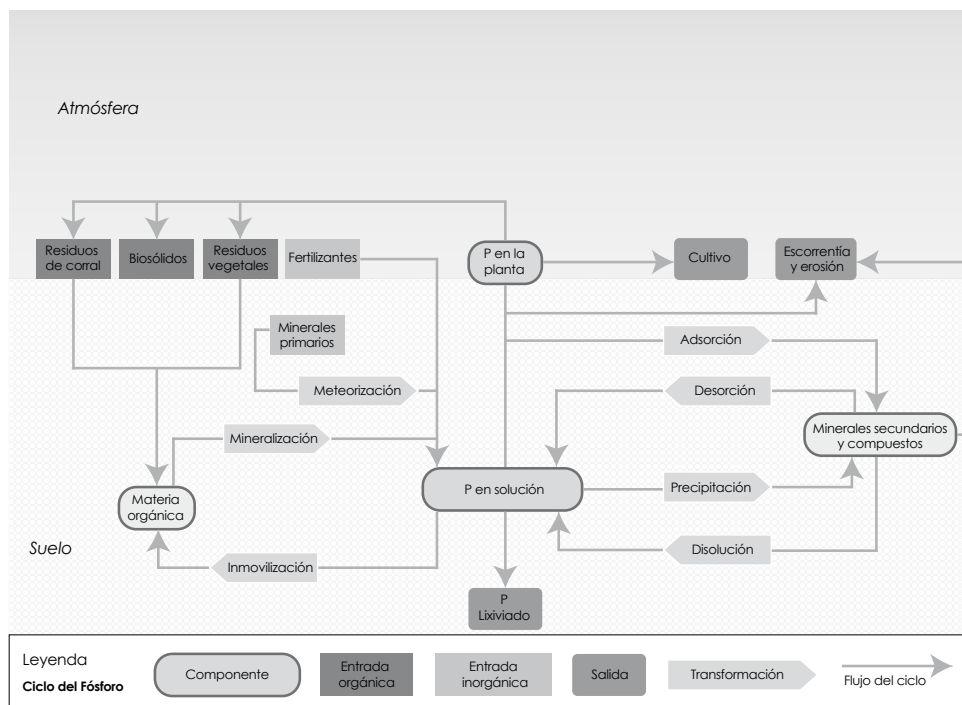 Atmósfera
Residuos
de corral
Biosólidos
Residuos
vegetales
Fertilizantes
P en la
planta
Cultivo
Escorrentía
y erosión
Minerales
primarios
Adsorción
Meteorización
Desorción
Mineralización
Minerales secundarios
y compuestos
Materia
orgánica
P en solución
Precipitación
Suelo
Inmovilización
Disolución
P
Lixiviado
Leyenda
Ciclo del Fósforo
Componente
Entrada
orgánica
Entrada
inorgánica
Salida
Transformación
Flujo del ciclo